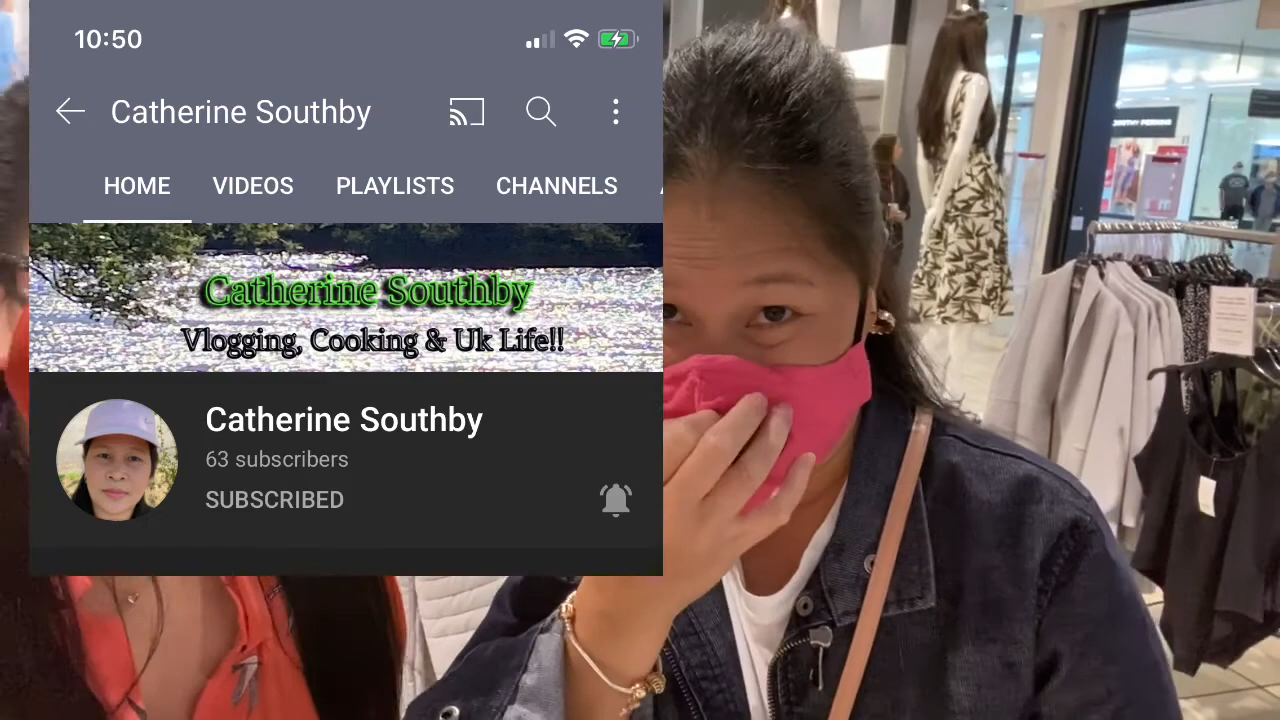 10:50
Catherine Southby
HOME VIDEOS PLAYLISTS CHANNELS
Catherine Southby
Vlogging, Cooking & Uk Life!!
Catherine Southby
63 subscribers
SUBSCRIBED